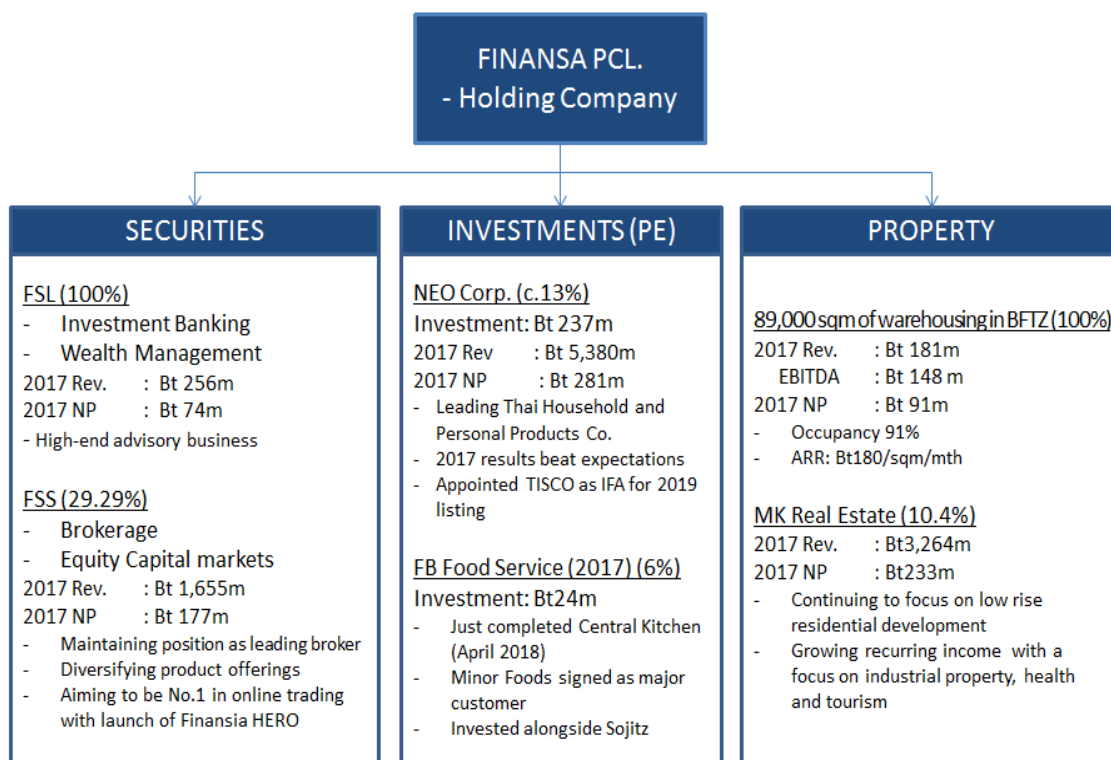 FINANSA PCL.
- Holding Company
SECURITIES
FSL (100%)
- Investment Banking
- Wealth Management
2017 Rev. : Bt 256m
2017 NP : Bt 74m
- High-end advisory business
FSS (29.29%)
- Brokerage
- Equity Capital markets
2017 Rev. : Bt 1,655m
2017 NP : Bt 177m
- Maintaining position as leading broker
- Diversifying product offerings
- Aiming to be No.1 in online trading
with launch of Finansia HERO
INVESTMENTS (PE)
NEO Corp. (c.13%)
Investment: Bt 237m
2017 Rev : Bt 5,380m
2017 NP : Bt 281m
- Leading Thai Household and
Personal Products Co.
- 2017 results beat expectations
- Appointed TISCO as IFA for 2019
listing
FB Food Service (2017) (6%)
Investment: Bt24m
- Just completed Central Kitchen
(April 2018)
- Minor Foods signed as major
customer
- Invested alongside Sojitz
PROPERTY
89,000 sqm of warehousing in BFTZ (100%)
2017 Rev. : Bt 181m
EBITDA : Bt 148 m
2017 NP : Bt 91m
- Occupancy 91%
- ARR: Bt180/sqm/mth
MK Real Estate (10.4%)
2017 Rev. : Bt3,264m
2017 NP : Bt233m
- Continuing to focus on low rise
residential development
- Growing recurring income with a
focus on industrial property, health
and tourism